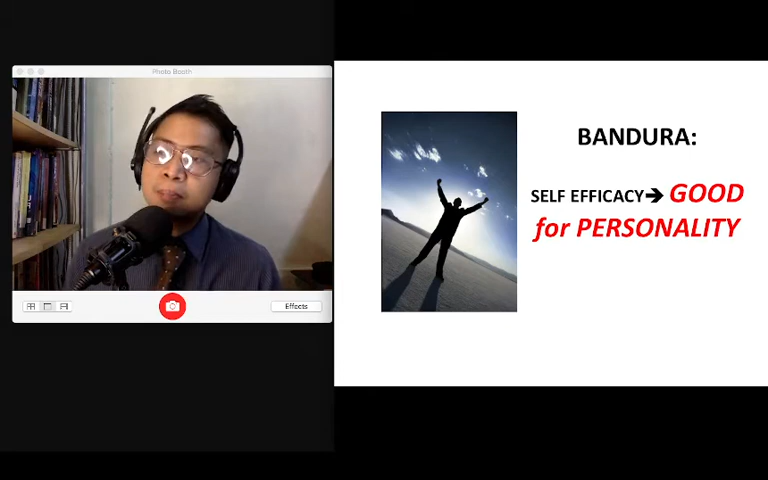 Photo Booth
Effects
BANDURA:
SELF EFFICACY➔ GOOD
for PERSONALITY